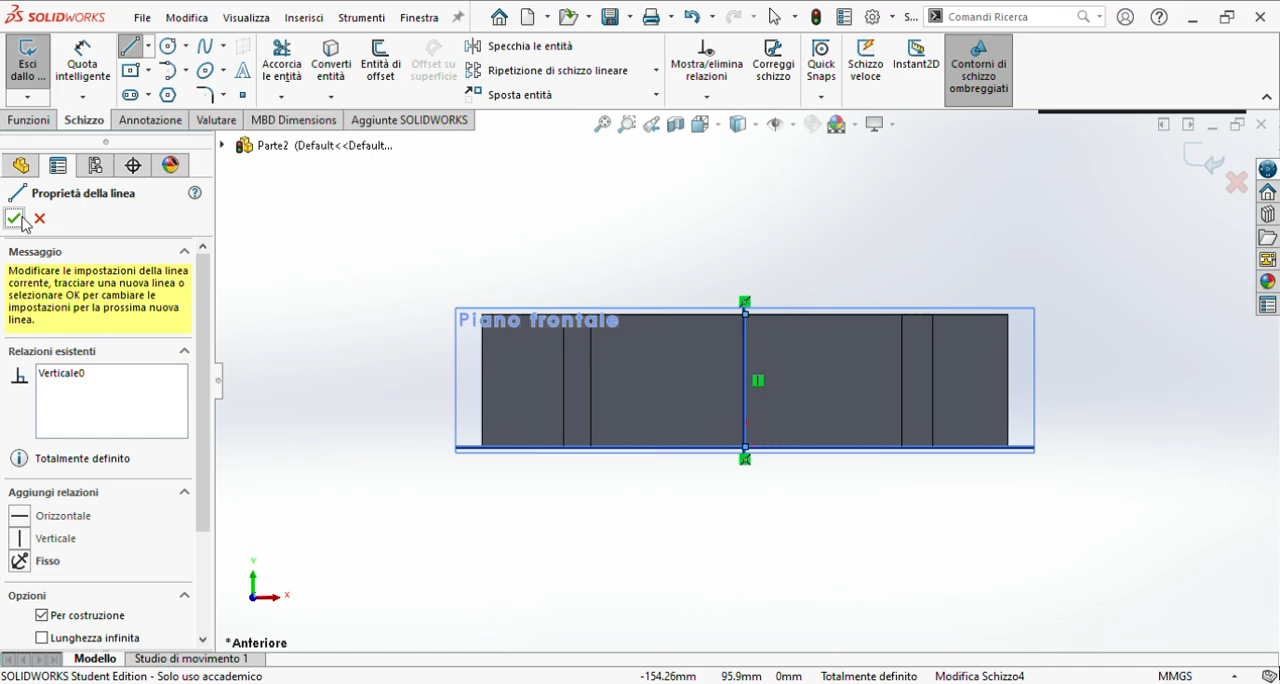 SOLIDWORKS File Modifica Visualizza Inserisci Strumenti Finestra S... Comandi Ricerca
Esci dallo ...
Quota intelligente
Accorcia le entità
Converti entità
Entità di offset
Offset su superficie
Specchia le entità
Ripetizione di schizzo lineare
Sposta entità
Mostra/elimina relazioni
Correggi schizzo
Quick Snaps
Schizzo veloce
Instant2D
Contorni di schizzo ombreggiati
Funzioni Schizzo Annotazione Valutare MBD Dimensions Aggiunte SOLIDWORKS
Parte2 (Default<<Default...
Proprietà della linea
Messaggio
Modificare le impostazioni della linea
corrente, tracciare una nuova linea o
selezionare OK per cambiare le
impostazioni per la prossima nuova
linea.
Relazioni esistenti
Verticale0
Totalmente definito
Aggiungi relazioni
Orizzontale
Verticale
Fisso
Opzioni
Per costruzione
Lunghezza infinita
Piano frontale
Y
X
*Anteriore
Modello Studio di movimento 1
SOLIDWORKS Student Edition - Solo uso accademico -154.26mm 95.9mm 0mm Totalmente definito Modifica Schizzo4 MMGS